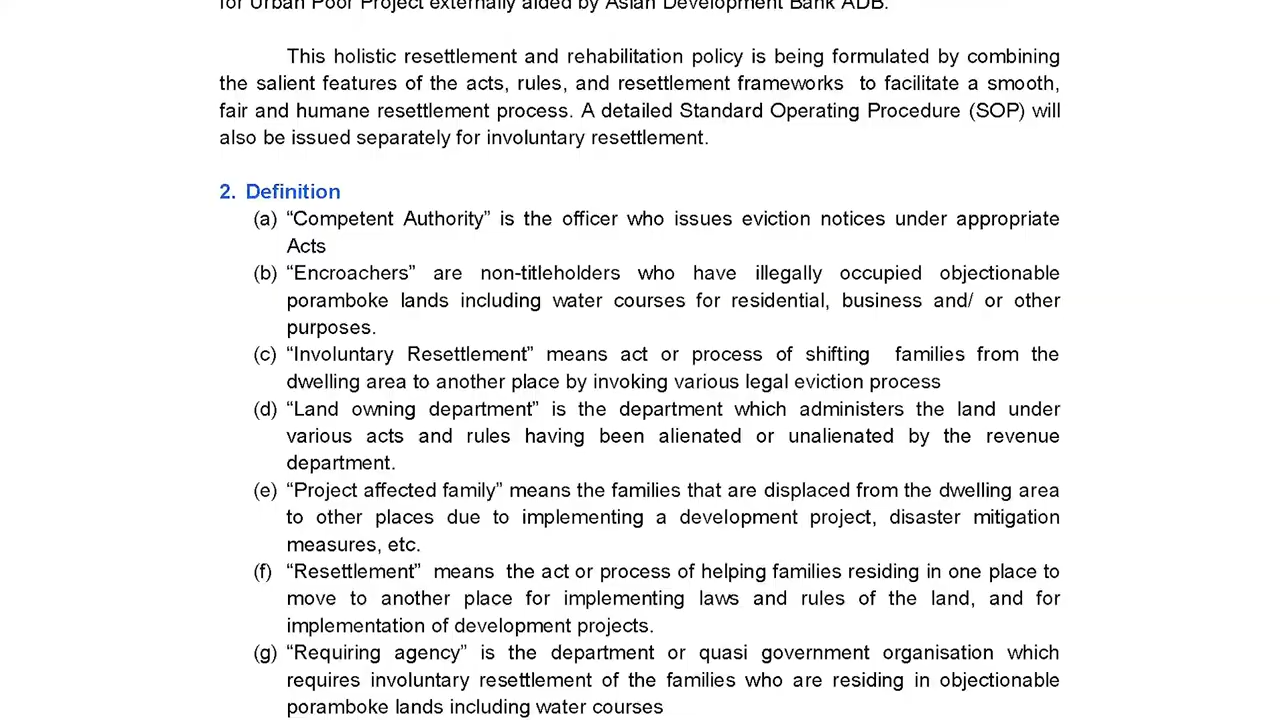 for Urban Poor Project externally aided by Asian Development Bank ADB.
This holistic resettlement and rehabilitation policy is being formulated by combining
the salient features of the acts, rules, and resettlement frameworks to facilitate a smooth,
fair and humane resettlement process. A detailed Standard Operating Procedure (SOP) will
also be issued separately for involuntary resettlement.
2. Definition
(a) “Competent Authority” is the officer who issues eviction notices under appropriate
Acts
(b) “Encroachers” are non-titleholders who have illegally occupied objectionable
poramboke lands including water courses for residential, business and/ or other
purposes.
(c) “Involuntary Resettlement” means act or process of shifting families from the
dwelling area to another place by invoking various legal eviction process
(d) “Land owning department” is the department which administers the land under
various acts and rules having been alienated or unalienated by the revenue
department.
(e) “Project affected family” means the families that are displaced from the dwelling area
to other places due to implementing a development project, disaster mitigation
measures, etc.
(f) “Resettlement” means the act or process of helping families residing in one place to
move to another place for implementing laws and rules of the land, and for
implementation of development projects.
(g) “Requiring agency” is the department or quasi government organisation which
requires involuntary resettlement of the families who are residing in objectionable
poramboke lands including water courses